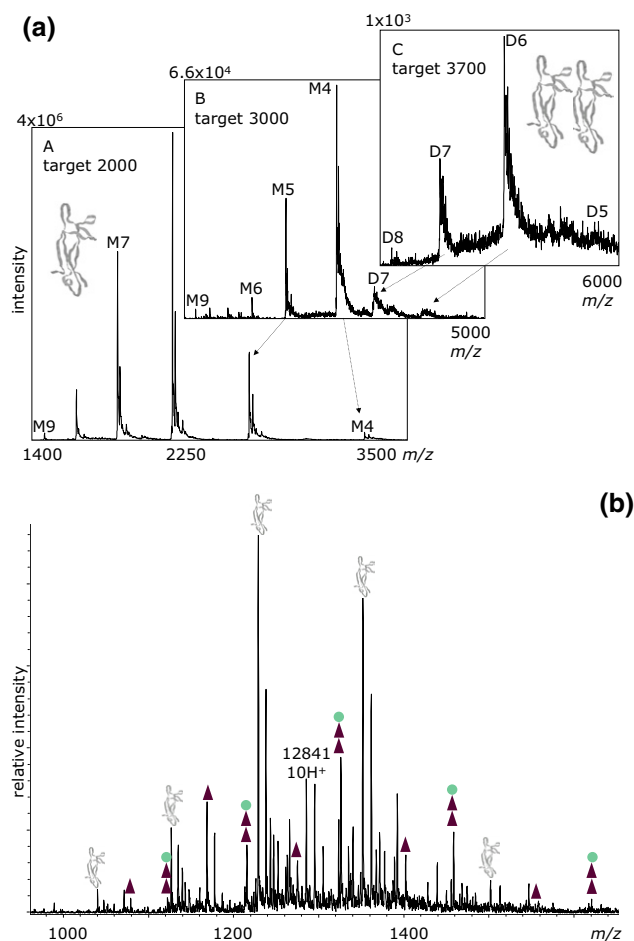 (a)
1x10³
C
D6
target 3700
D7
D8
D5
6000
m/z
6.6x10⁴
B
target 3000
M4
M5
M9
M6
D7
5000
m/z
4x10⁶
A
target 2000
M7
M9
M4
intensity
1400
2250
3500 m/z
(b)
relative intensity
12841
10H⁺
1000
1200
1400
m/z